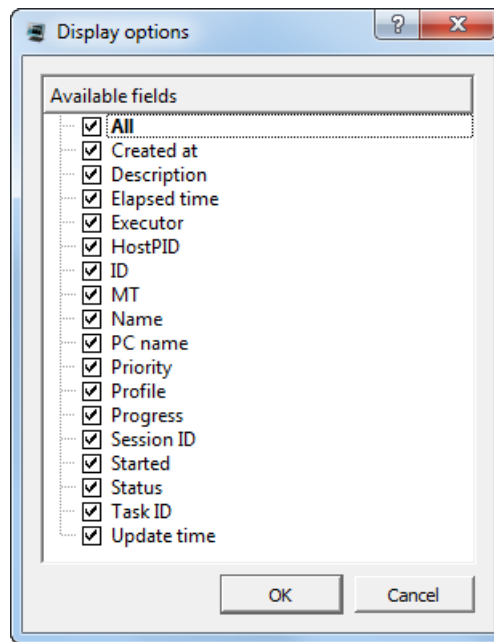 Display options
Available fields
All
Created at
Description
Elapsed time
Executor
HostPID
ID
MT
Name
PC name
Priority
Profile
Progress
Session ID
Started
Status
Task ID
Update time
OK Cancel